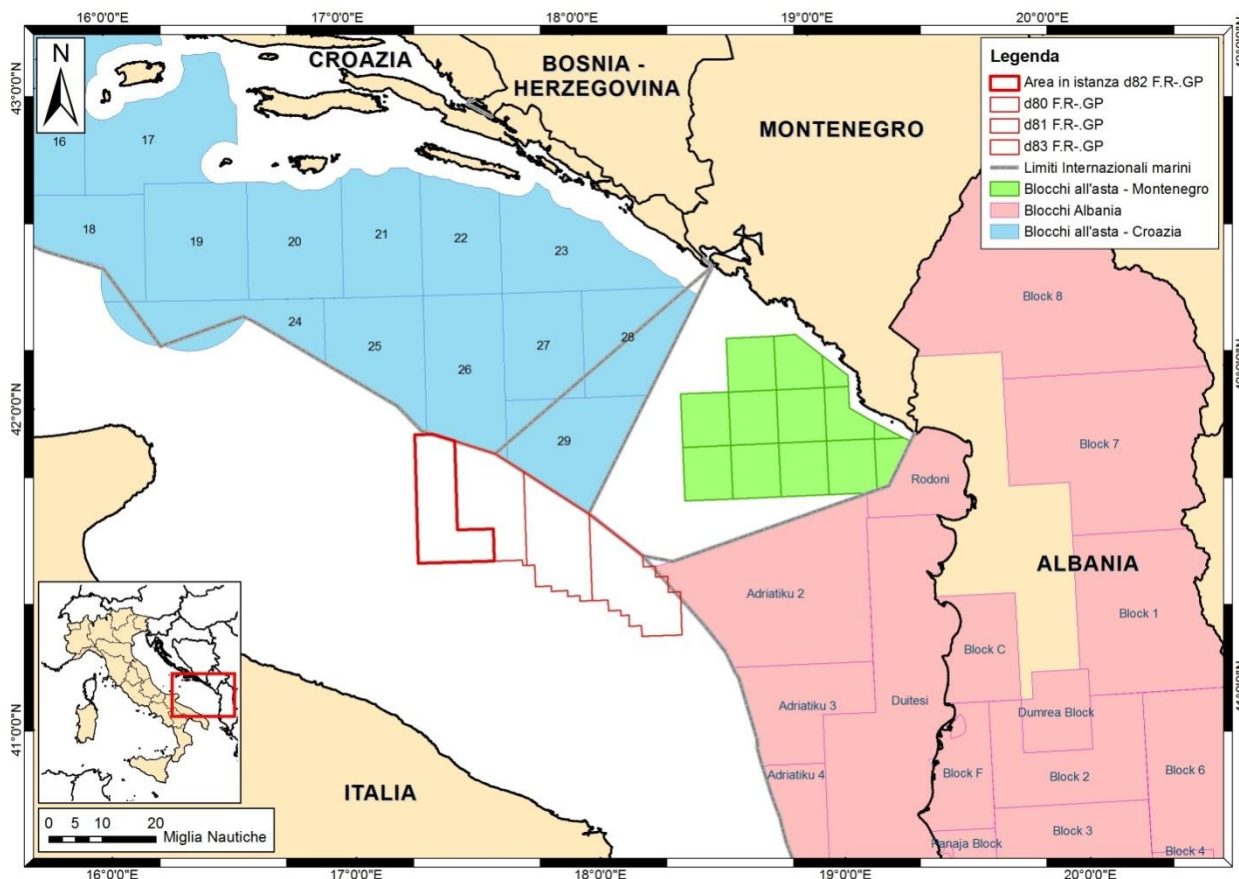 16°0'0"E
17°0'0"E
18°0'0"E
19°0'0"E
20°0'0"E
N
CROAZIA
BOSNIA -
HERZEGOVINA
MONTENEGRO
Legenda
Area in istanza d82 F.R-.GP
d80 F.R-.GP
d81 F.R-.GP
d83 F.R-.GP
Limiti Internazionali marini
Blocchi all'asta - Montenegro
Blocchi Albania
Blocchi all'asta - Croazia
43°0'0"N
16
17
18
19
20
21
22
23
24
25
26
27
28
29
Block 8
Block 7
42°0'0"N
Rodoni
ALBANIA
Adriatiku 2
Block C
Block 1
Adriatiku 3
Duitesi
Dumrea Block
41°0'0"N
Adriatiku 4
Block F
Block 2
Block 6
ITALIA
Block 3
Panaja Block
Block 4
0 5 10 20
Miglia Nautiche
16°0'0"E
17°0'0"E
18°0'0"E
19°0'0"E
20°0'0"E